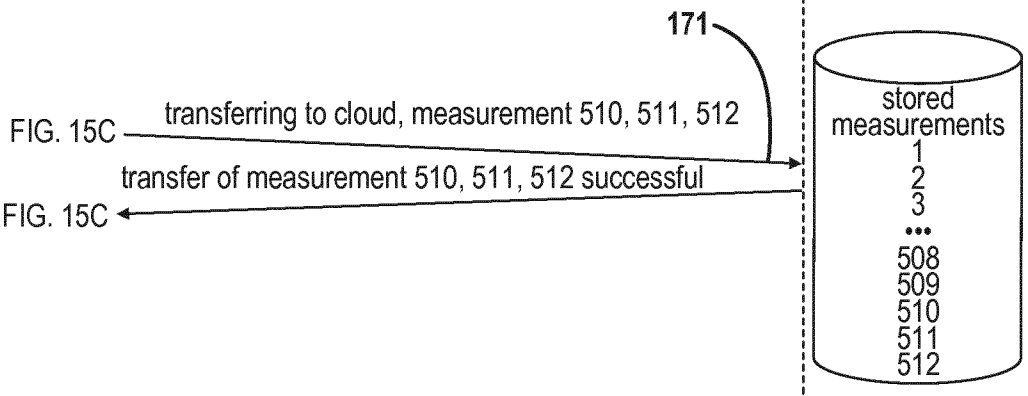 171
transferring to cloud, measurement 510, 511, 512
FIG. 15C
transfer of measurement 510, 511, 512 successful
FIG. 15C
stored
measurements
1
2
3
•••
508
509
510
511
512